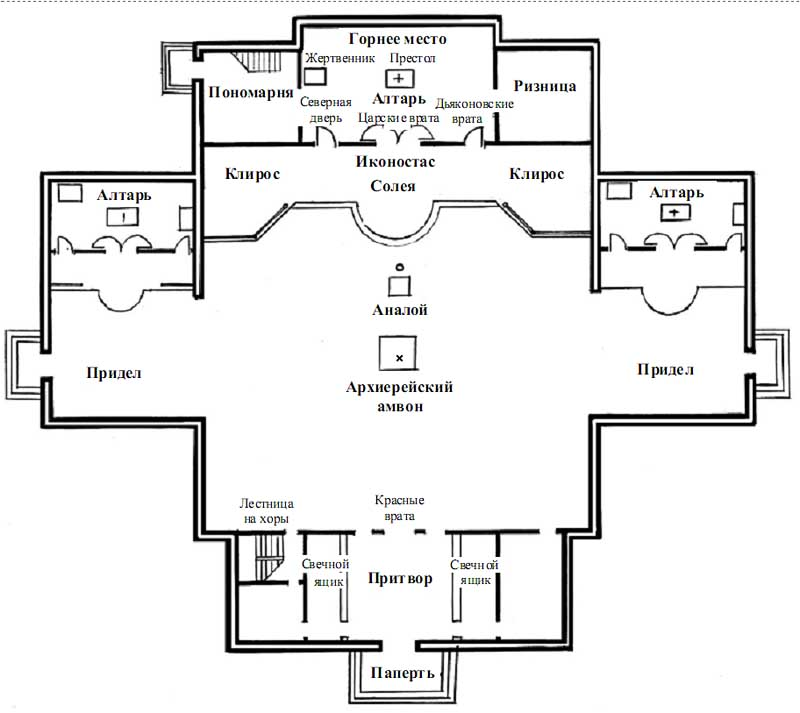 Горнее место
Жертвенник Престол
Пономарня
Ризница
Алтарь
Северная
дверь
Царские врата
Дьяконовские
врата
Иконостас
Клирос
Солея
Клирос
Алтарь
Алтарь
Аналой
Придел
Придел
Архиерейский
амвон
Лестница
на хоры
Красные
врата
Свечной
ящик
Притвор
Свечной
ящик
Паперть